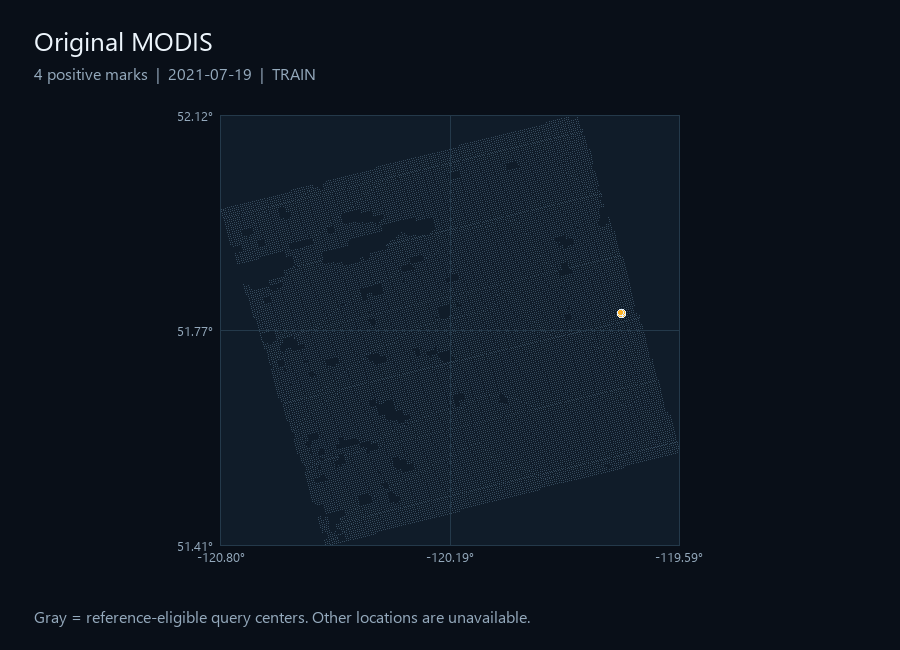 Original MODIS
4 positive marks | 2021-07-19 | TRAIN
52.12°
51.77°
51.41°
-120.80° -120.19° -119.59°
Gray = reference-eligible query centers. Other locations are unavailable.